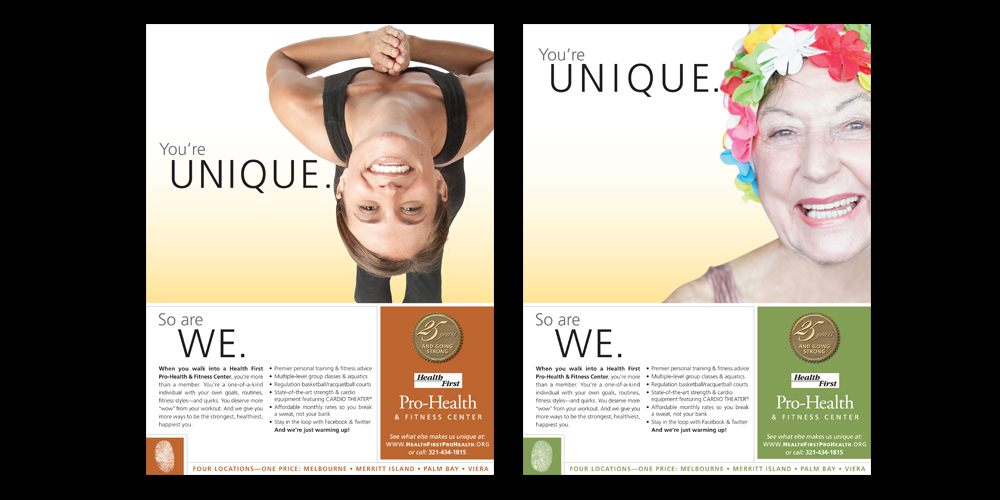 You're
UNIQUE.
So are
WE.
When you walk into a Health First
Pro-Health & Fitness Center, you're more
than a member. You're a one-of-a-kind
individual with your own goals, routines,
fitness styles—and quirks. You deserve more
"wow" from your workout. And we give you
more ways to be the strongest, healthiest,
happiest you.
• Premier personal training & fitness advice
• Multiple-level group classes & aquatics
• Regulation basketball/racquetball courts
• State-of-the-art strength & cardio
equipment featuring CARDIO THEATER®
• Affordable monthly rates so you break
a sweat, not your bank
• Stay in the loop with Facebook & Twitter
And we're just warming up!
25 years
AND GOING
STRONG
Health
First
Pro-Health
& FITNESS CENTER
See what else makes us unique at:
WWW.HEALTHFIRSTPROHEALTH.ORG
or call: 321-434-1815
FOUR LOCATIONS—ONE PRICE: MELBOURNE • MERRITT ISLAND • PALM BAY • VIERA
You're
UNIQUE.
So are
WE.
When you walk into a Health First
Pro-Health & Fitness Center, you're more
than a member. You're a one-of-a-kind
individual with your own goals, routines,
fitness styles—and quirks. You deserve more
"wow" from your workout. And we give you
more ways to be the strongest, healthiest,
happiest you.
• Premier personal training & fitness advice
• Multiple-level group classes & aquatics
• Regulation basketball/racquetball courts
• State-of-the-art strength & cardio
equipment featuring CARDIO THEATER®
• Affordable monthly rates so you break
a sweat, not your bank
• Stay in the loop with Facebook & Twitter
And we're just warming up!
25 years
AND GOING
STRONG
Health
First
Pro-Health
& FITNESS CENTER
See what else makes us unique at:
WWW.HEALTHFIRSTPROHEALTH.ORG
or call: 321-434-1815
FOUR LOCATIONS—ONE PRICE: MELBOURNE • MERRITT ISLAND • PALM BAY • VIERA